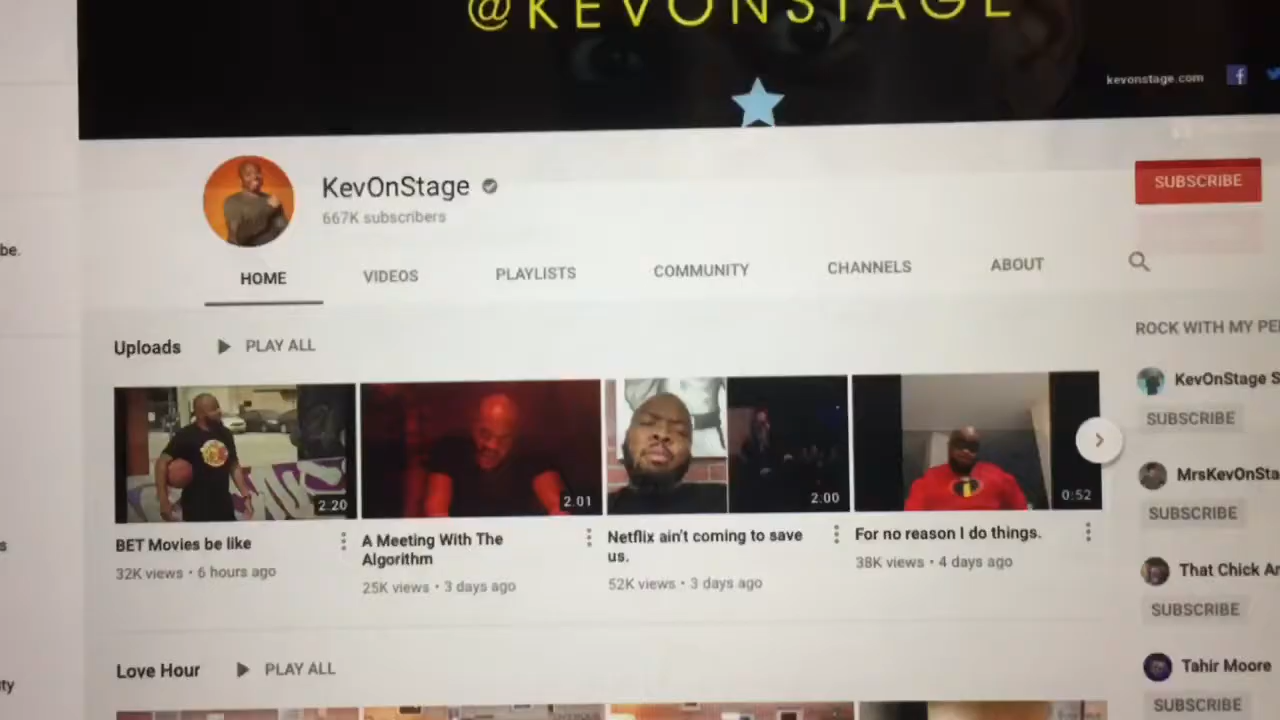 @KEVONSTAGE
kevonstage.com
KevOnStage
667K subscribers
SUBSCRIBE
be.
HOME
VIDEOS
PLAYLISTS
COMMUNITY
CHANNELS
ABOUT
Uploads
PLAY ALL
ROCK WITH MY PE
KevOnStage S
SUBSCRIBE
MrsKevOnSta
SUBSCRIBE
That Chick A
SUBSCRIBE
Tahir Moore
SUBSCRIBE
2:20
2:01
2:00
0:52
BET Movies be like
32K views • 6 hours ago
A Meeting With The
Algorithm
25K views • 3 days ago
Netflix ain't coming to save
us.
52K views • 3 days ago
For no reason I do things.
38K views • 4 days ago
s
Love Hour
PLAY ALL
ity